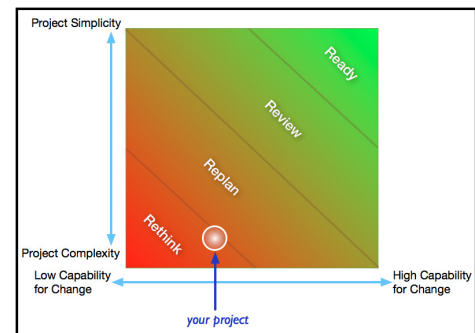 Project Simplicity
Ready
Review
Replan
Rethink
Project Complexity
Low Capability
for Change
High Capability
for Change
your project